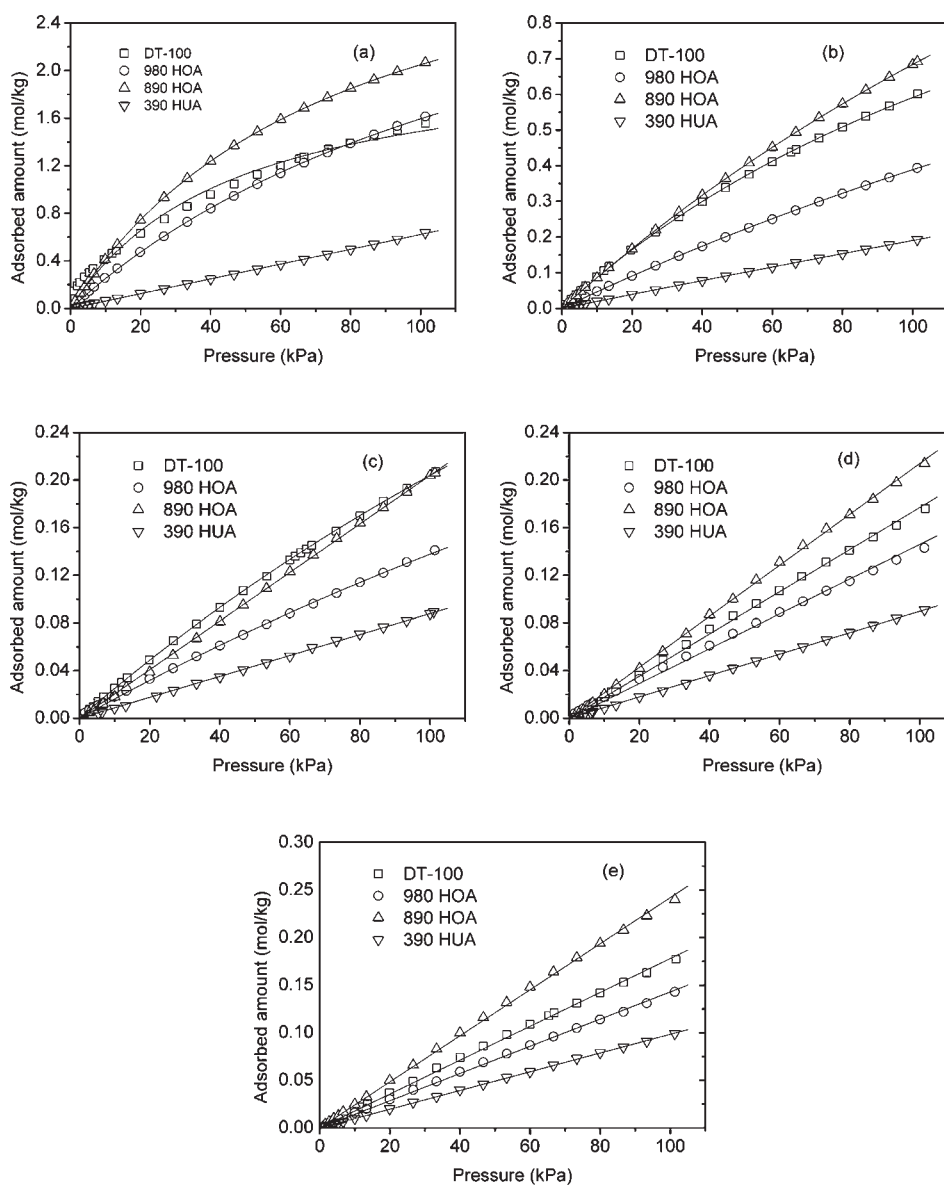 (a)
DT-100
980 HOA
890 HOA
390 HUA
2.4
2.0
1.6
1.2
0.8
0.4
0.0
Adsorbed amount (mol/kg)
0 20 40 60 80 100
Pressure (kPa)
(b)
DT-100
980 HOA
890 HOA
390 HUA
0.8
0.7
0.6
0.5
0.4
0.3
0.2
0.1
0.0
Adsorbed amount (mol/kg)
0 20 40 60 80 100
Pressure (kPa)
(c)
DT-100
980 HOA
890 HOA
390 HUA
0.24
0.20
0.16
0.12
0.08
0.04
0.00
Adsorbed amount (mol/kg)
0 20 40 60 80 100
Pressure (kPa)
(d)
DT-100
980 HOA
890 HOA
390 HUA
0.24
0.20
0.16
0.12
0.08
0.04
0.00
Adsorbed amount (mol/kg)
0 20 40 60 80 100
Pressure (kPa)
(e)
DT-100
980 HOA
890 HOA
390 HUA
0.30
0.25
0.20
0.15
0.10
0.05
0.00
Adsorbed amount (mol/kg)
0 20 40 60 80 100
Pressure (kPa)